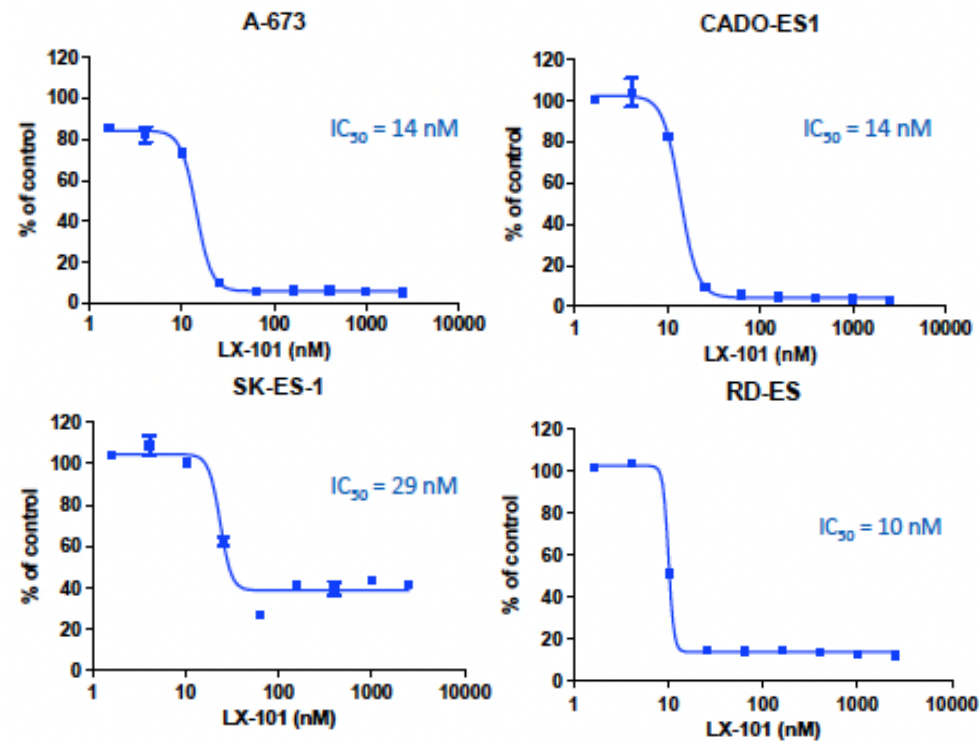 A-673
120
100
80
60
40
20
0
% of control
IC50 = 14 nM
1 10 100 1000 10000
LX-101 (nM)
CADO-ES1
120
100
80
60
40
20
0
% of control
IC50 = 14 nM
1 10 100 1000 10000
LX-101 (nM)
SK-ES-1
120
100
80
60
40
20
0
% of control
IC50 = 29 nM
1 10 100 1000 10000
LX-101 (nM)
RD-ES
120
100
80
60
40
20
0
% of control
IC50 = 10 nM
1 10 100 1000 10000
LX-101 (nM)